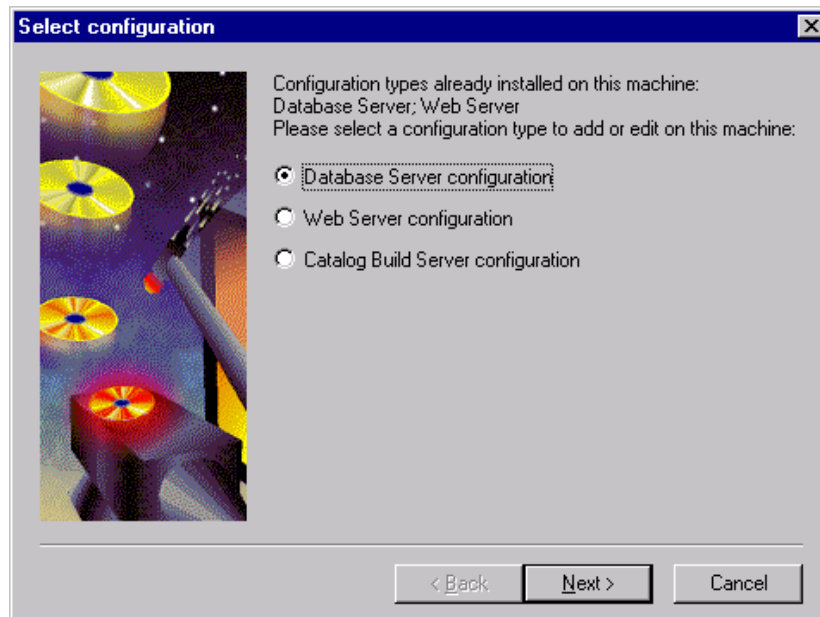 Select configuration
Configuration types already installed on this machine:
Database Server; Web Server
Please select a configuration type to add or edit on this machine:
Database Server configuration
Web Server configuration
Catalog Build Server configuration
< Back
Next >
Cancel